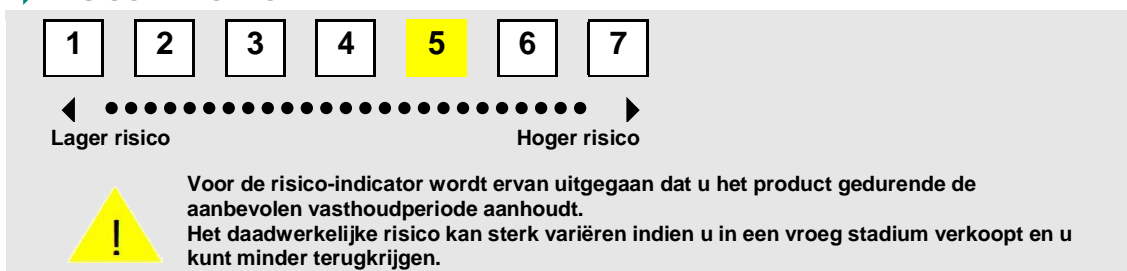 1 2 3 4 5 6 7
Lager risico Hoger risico
Voor de risico-indicator wordt ervan uitgegaan dat u het product gedurende de
aanbevolen vasthoudperiode aanhoudt.
Het daadwerkelijke risico kan sterk variëren indien u in een vroeg stadium verkoopt en u
kunt minder terugkrijgen.
!